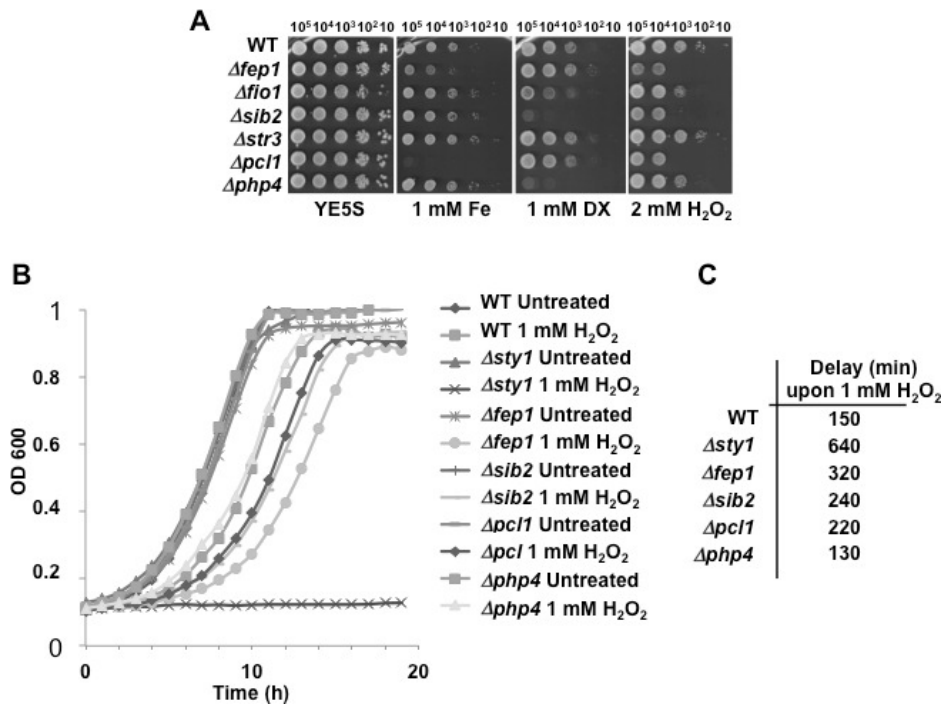 A
10⁵ 10⁴ 10³ 10² 10
WT
Δfep1
Δfio1
Δsib2
Δstr3
Δpcl1
Δphp4
10⁵ 10⁴ 10³ 10² 10
10⁵ 10⁴ 10³ 10² 10
10⁵ 10⁴ 10³ 10² 10
YE5S
1 mM Fe
1 mM DX
2 mM H₂O₂
B
1
0.8
0.6
0.4
0.2
0
OD 600
0
10
20
Time (h)
WT Untreated
WT 1 mM H₂O₂
Δsty1 Untreated
Δsty1 1 mM H₂O₂
Δfep1 Untreated
Δfep1 1 mM H₂O₂
Δsib2 Untreated
Δsib2 1 mM H₂O₂
Δpcl1 Untreated
Δpcl 1 mM H₂O₂
Δphp4 Untreated
Δphp4 1 mM H₂O₂
C
Delay (min)
upon 1 mM H₂O₂
WT 150
Δsty1 640
Δfep1 320
Δsib2 240
Δpcl1 220
Δphp4 130